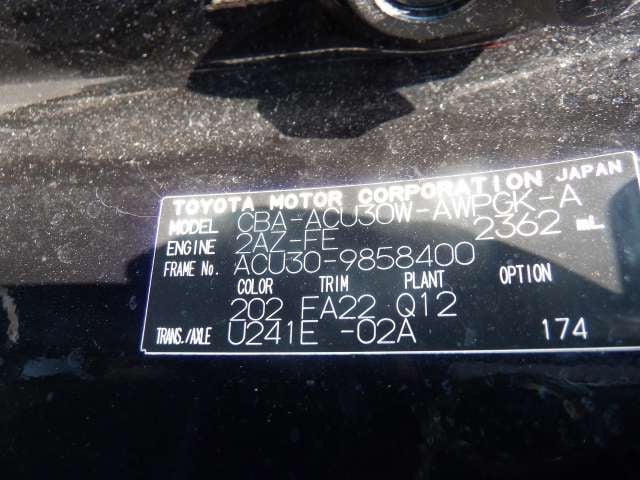 TOYOTA MOTOR CORPORATION JAPAN
MODEL CBA-ACU30W-AWPGK-A
ENGINE 2AZ-FE 2362 mL
FRAME No. ACU30-9858400
COLOR TRIM PLANT OPTION
202 EA22 Q12
TRANS./AXLE U241E -02A 174